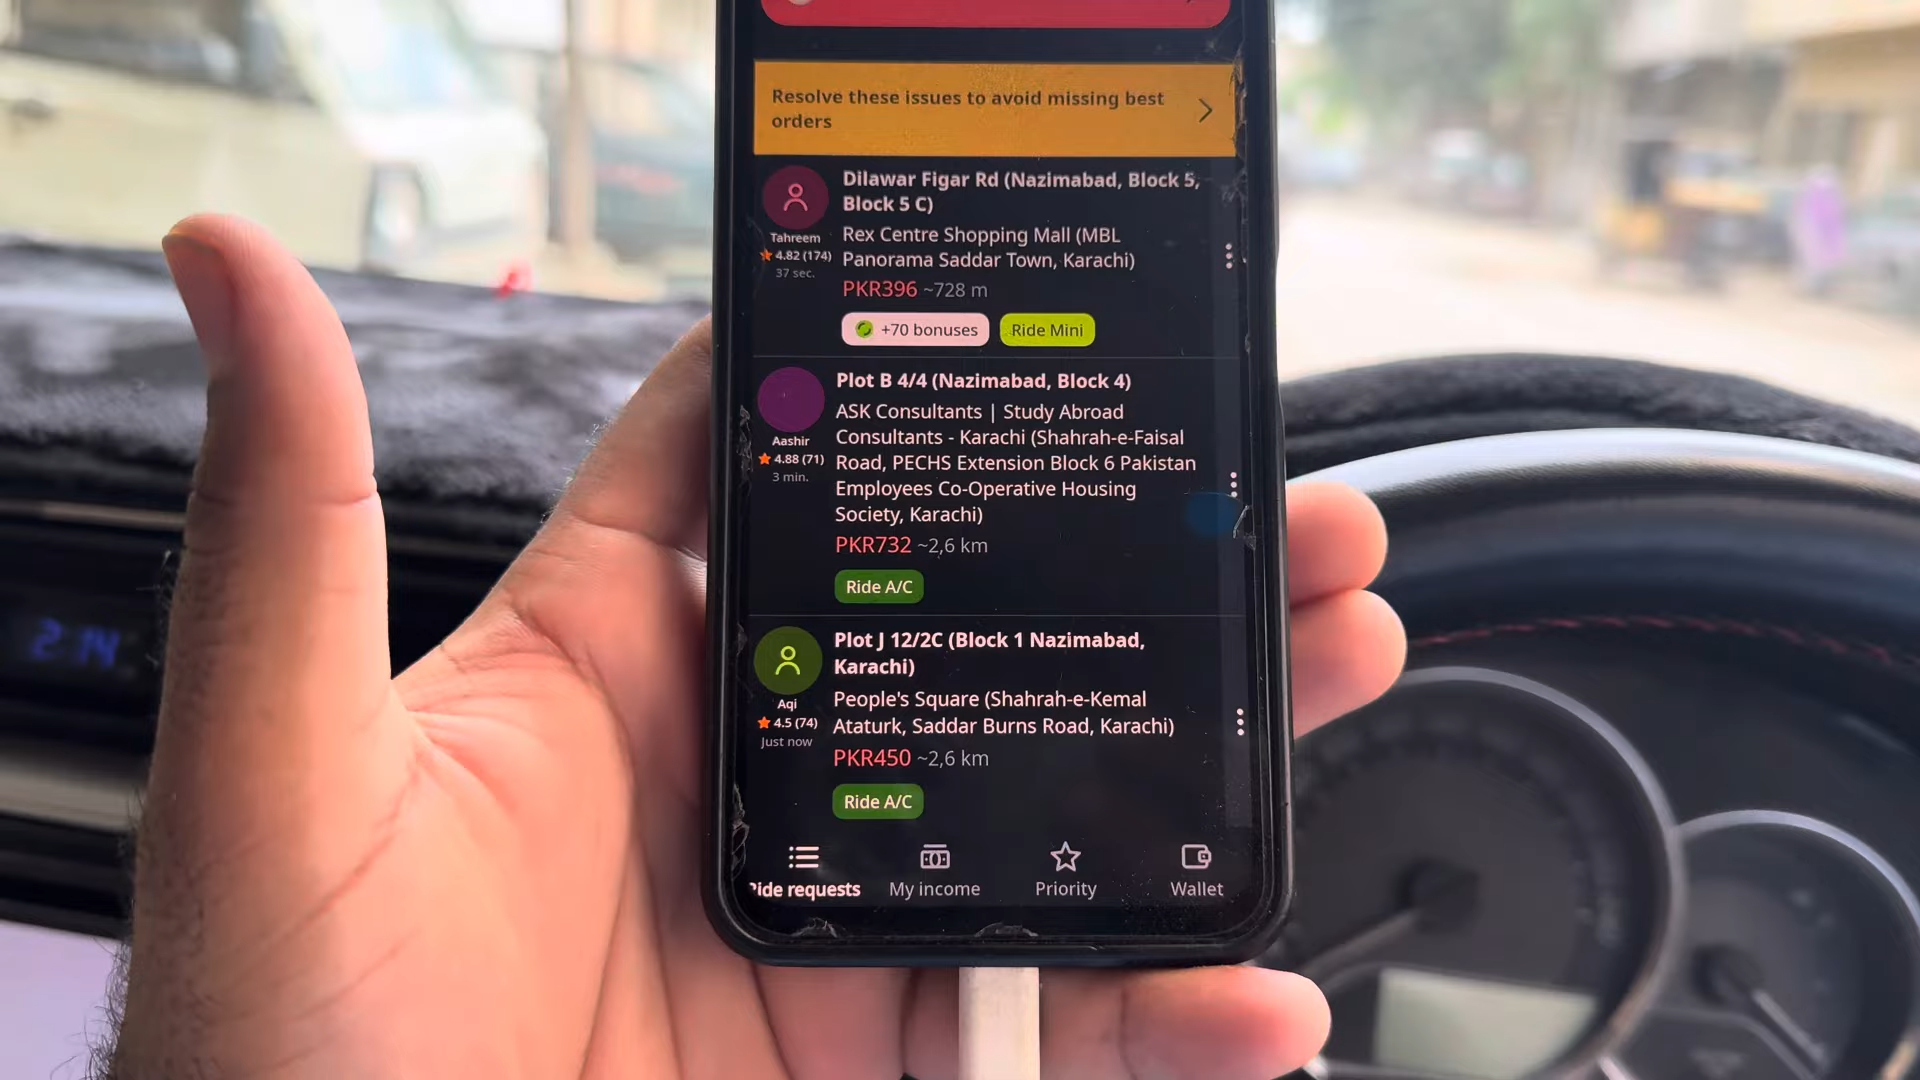 Resolve these issues to avoid missing best
orders
Dilawar Figar Rd (Nazimabad, Block 5,
Block 5 C)
Tahreem
4.82 (174)
37 sec.
Rex Centre Shopping Mall (MBL
Panorama Saddar Town, Karachi)
PKR396 ~728 m
+70 bonuses
Ride Mini
Plot B 4/4 (Nazimabad, Block 4)
Aashir
4.88 (71)
3 min.
ASK Consultants | Study Abroad
Consultants - Karachi (Shahrah-e-Faisal
Road, PECHS Extension Block 6 Pakistan
Employees Co-Operative Housing
Society, Karachi)
PKR732 ~2,6 km
Ride A/C
Plot J 12/2C (Block 1 Nazimabad,
Karachi)
Aqi
4.5 (74)
Just now
People's Square (Shahrah-e-Kemal
Ataturk, Saddar Burns Road, Karachi)
PKR450 ~2,6 km
Ride A/C
Ride requests
My income
Priority
Wallet
2:14